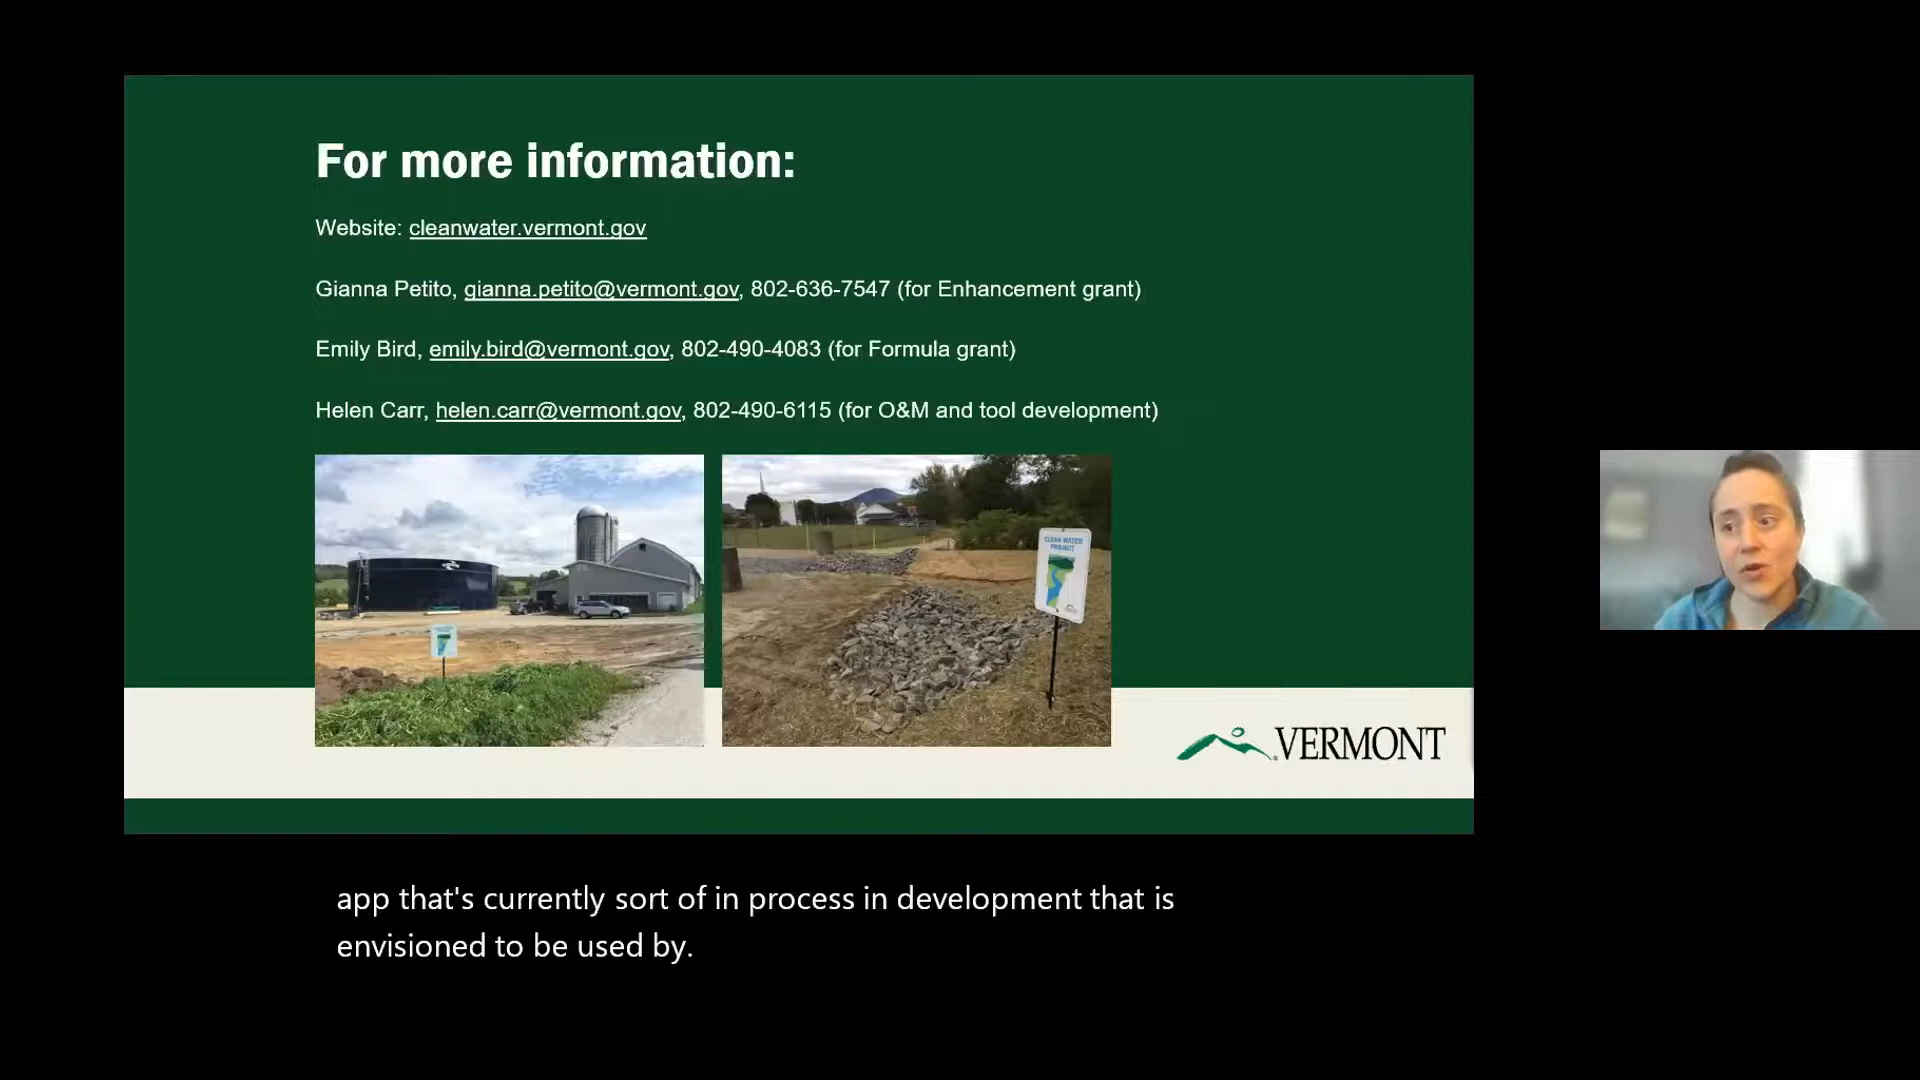 For more information:
Website: cleanwater.vermont.gov
Gianna Petito, gianna.petito@vermont.gov, 802-636-7547 (for Enhancement grant)
Emily Bird, emily.bird@vermont.gov, 802-490-4083 (for Formula grant)
Helen Carr, helen.carr@vermont.gov, 802-490-6115 (for O&M and tool development)
CLEAN WATER
PROJECT
VERMONT
app that's currently sort of in process in development that is
envisioned to be used by.